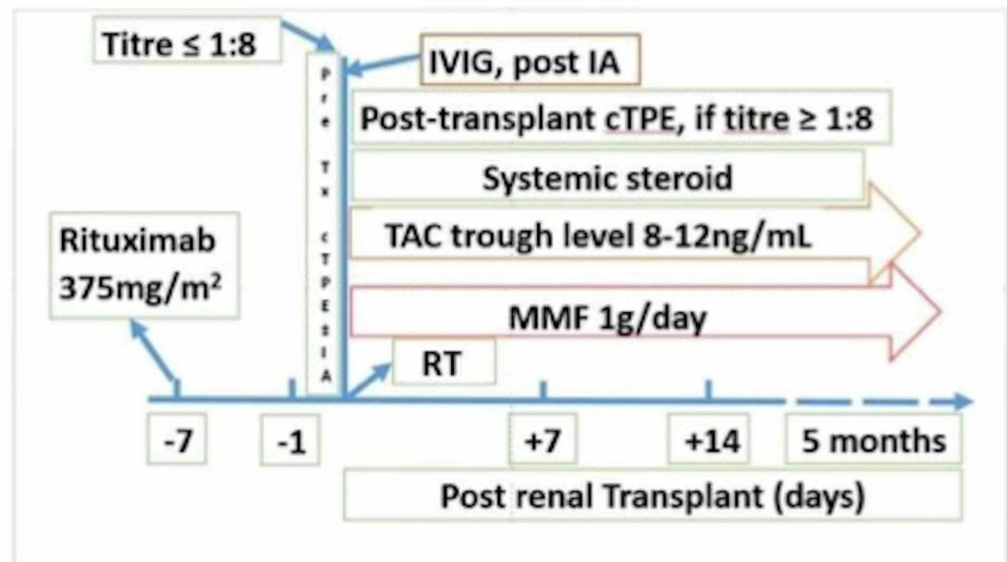 Titre ≤ 1:8
IVIG, post IA
Pre Tx cTPE±IA
Post-transplant cTPE, if titre ≥ 1:8
Systemic steroid
TAC trough level 8-12ng/mL
Rituximab
375mg/m²
MMF 1g/day
RT
-7
-1
+7
+14
5 months
Post renal Transplant (days)